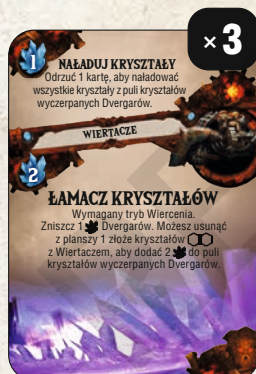 × 3
1
NAŁADUJ KRYSZTAŁY
Odrzuć 1 kartę, aby naładować
wszystkie kryształy z puli kryształów
wyczerpanych Dvergarów.
WIERTACZE
2
ŁAMACZ KRYSZTAŁÓW
Wymagany tryb Wiercenia.
Zniszcz 1 Dvergarów. Możesz usunąć
z planszy 1 złoże kryształów
z Wiertaczem, aby dodać 2 do puli
kryształów wyczerpanych Dvergarów.